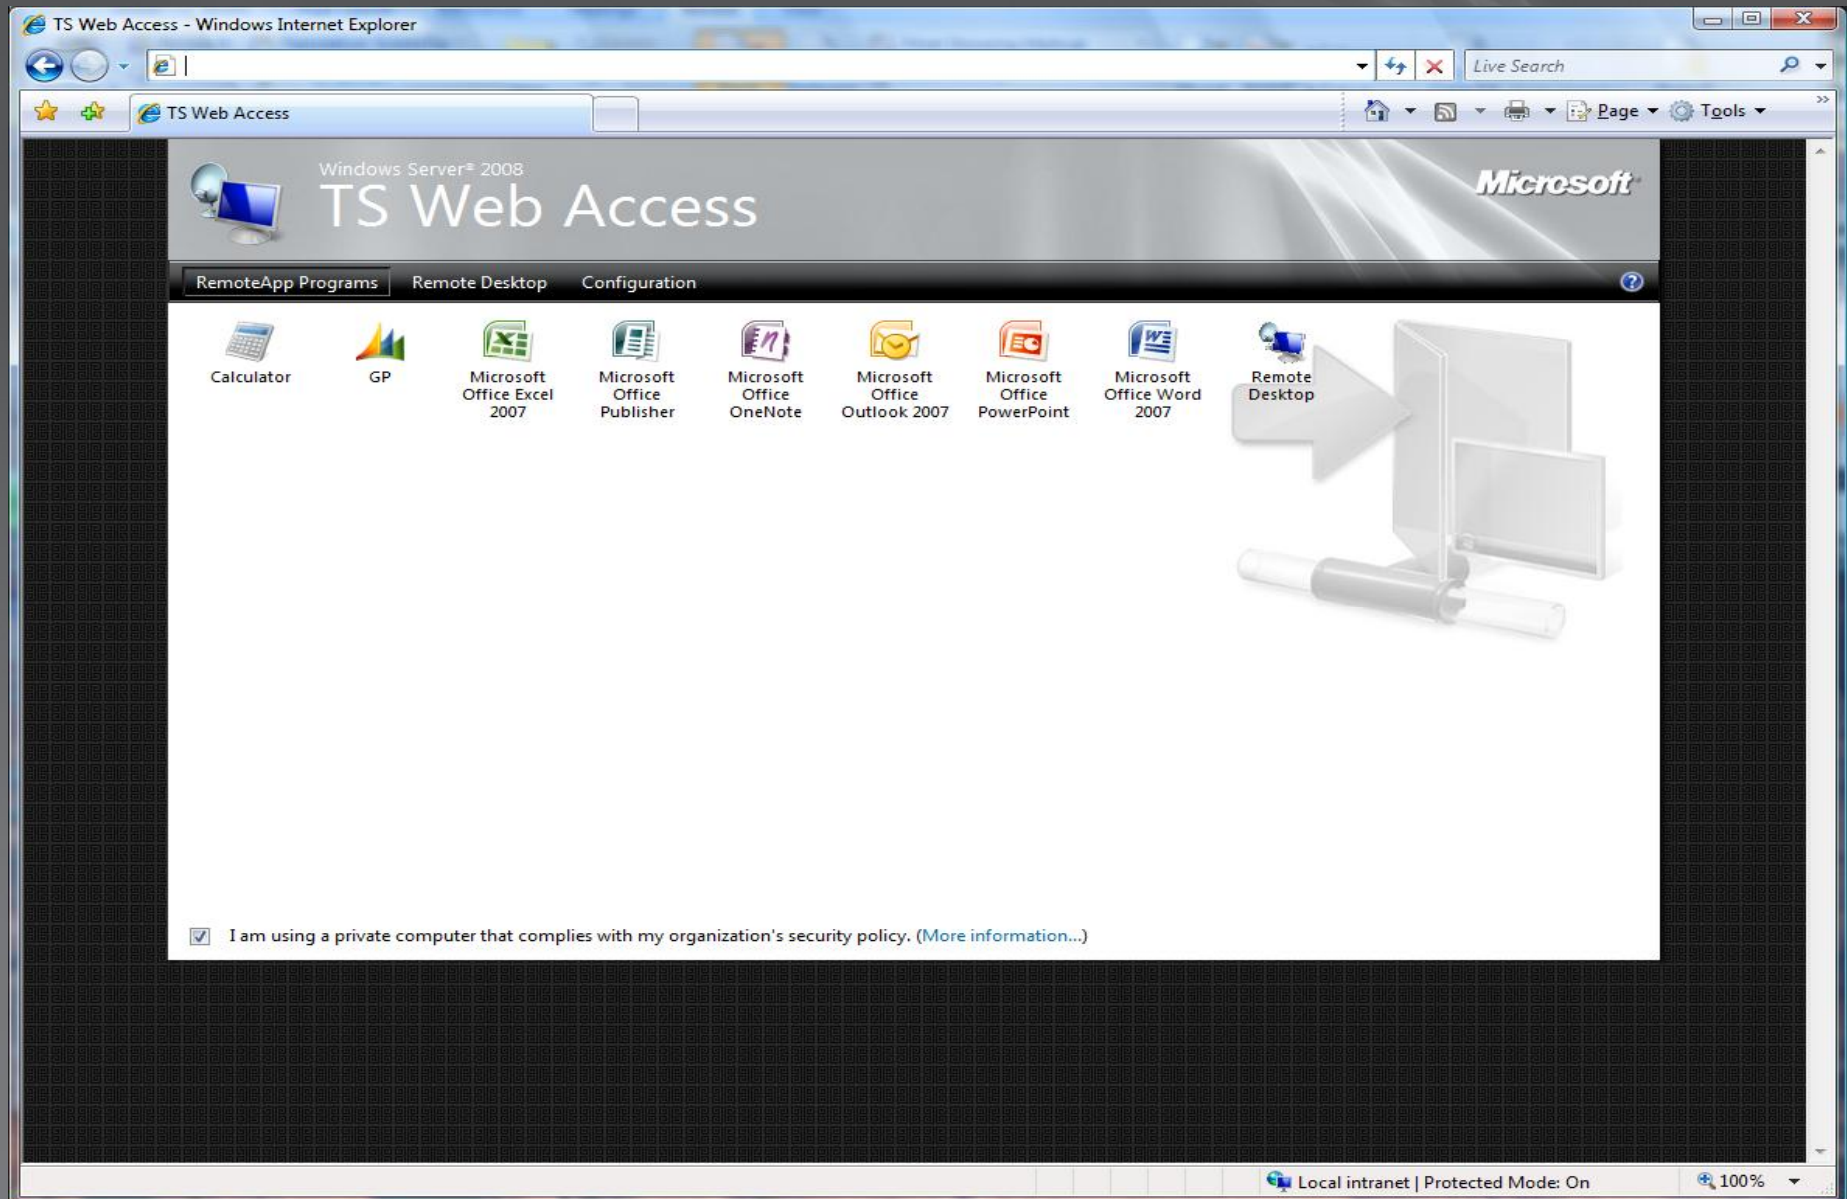 TS Web Access - Windows Internet Explorer
Live Search
TS Web Access
Page
Tools
Windows Server® 2008
TS Web Access
Microsoft
RemoteApp Programs Remote Desktop Configuration
Calculator
GP
Microsoft
Office Excel
2007
Microsoft
Office
Publisher
Microsoft
Office
OneNote
Microsoft
Office
Outlook 2007
Microsoft
Office
PowerPoint
Microsoft
Office Word
2007
Remote
Desktop
I am using a private computer that complies with my organization's security policy. (More information...)
Local intranet | Protected Mode: On
100%